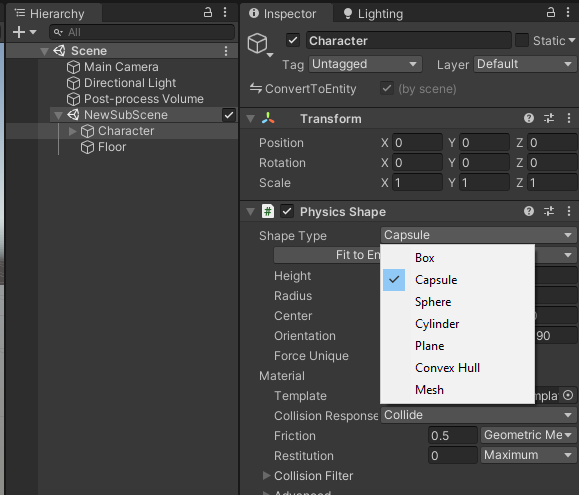 Hierarchy
All
Scene
Main Camera
Directional Light
Post-process Volume
NewSubScene
Character
Floor
Inspector Lighting
Character Static
Tag Untagged Layer Default
ConvertToEntity (by scene)
Transform
Position X 0 Y 0 Z 0
Rotation X 0 Y 0 Z 0
Scale X 1 Y 1 Z 1
# Physics Shape
Shape Type Capsule
Fit to En
Box
Height Capsule
Radius Sphere
Center Cylinder 0
Orientation Plane 90
Force Unique Convex Hull
Material Mesh
Template mpla
Collision Response Collide
Friction 0.5 Geometric Me
Restitution 0 Maximum
Collision Filter
Advanced